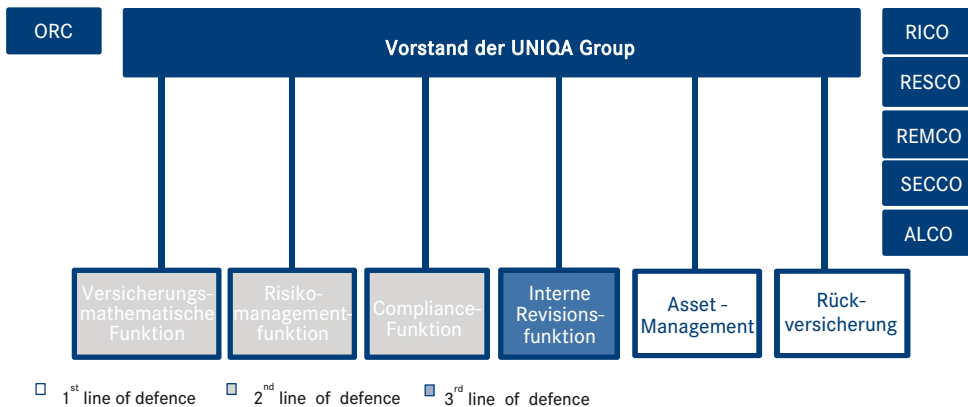 ORC
Vorstand der UNIQA Group
RICO
RESCO
REMCO
SECCO
ALCO
Versicherungs-
mathematische
Funktion
Risiko-
management-
funktion
Compliance-
Funktion
Interne
Revisions-
funktion
Asset -
Management
Rück-
versicherung
1st line of defence
2nd line of defence
3rd line of defence